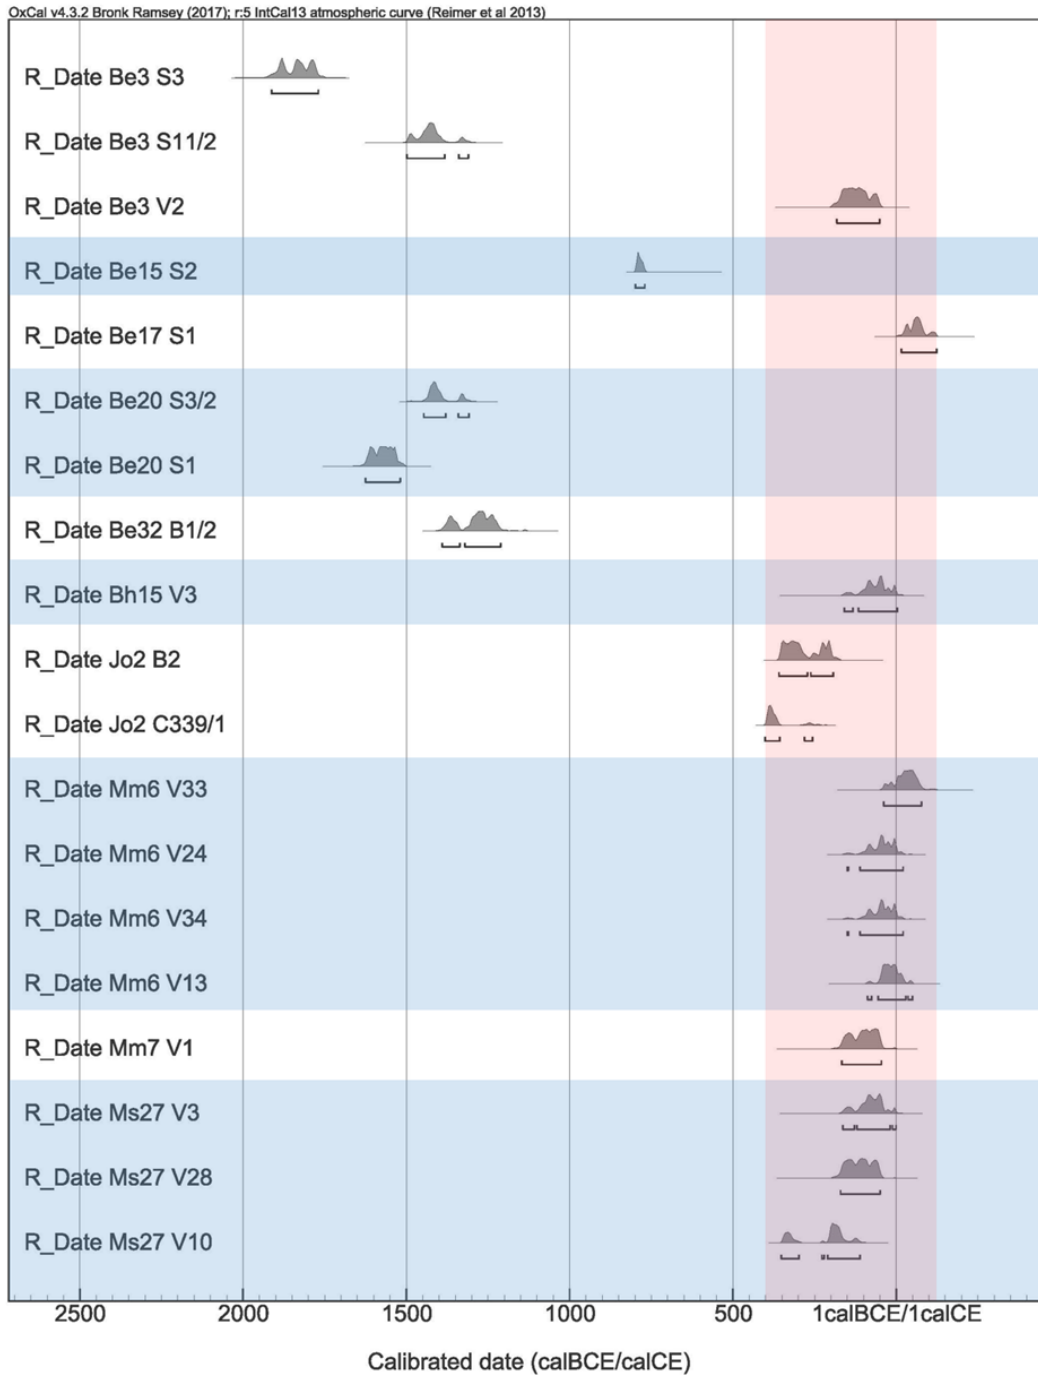 OxCal v4.3.2 Bronk Ramsey (2017); r:5 IntCal13 atmospheric curve (Reimer et al 2013)
R_Date Be3 S3
R_Date Be3 S11/2
R_Date Be3 V2
R_Date Be15 S2
R_Date Be17 S1
R_Date Be20 S3/2
R_Date Be20 S1
R_Date Be32 B1/2
R_Date Bh15 V3
R_Date Jo2 B2
R_Date Jo2 C339/1
R_Date Mm6 V33
R_Date Mm6 V24
R_Date Mm6 V34
R_Date Mm6 V13
R_Date Mm7 V1
R_Date Ms27 V3
R_Date Ms27 V28
R_Date Ms27 V10
2500 2000 1500 1000 500 1calBCE/1calCE
Calibrated date (calBCE/calCE)